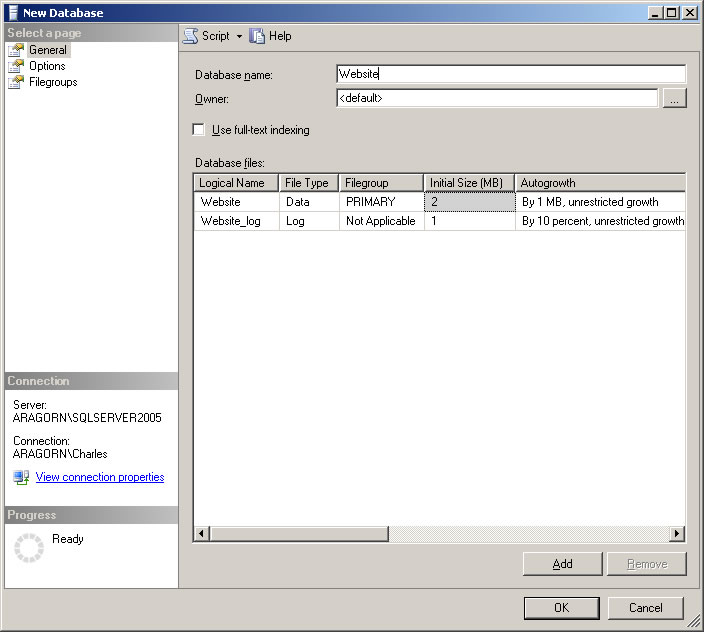 New Database
Select a page
General
Options
Filegroups
Script Help
Database name: Website
Owner: <default> ...
Use full-text indexing
Database files:
Logical Name File Type Filegroup Initial Size (MB) Autogrowth
Website Data PRIMARY 2 By 1 MB, unrestricted growth
Website_log Log Not Applicable 1 By 10 percent, unrestricted growth
Connection
Server:
ARAGORN\SQLSERVER2005
Connection:
ARAGORN\Charles
View connection properties
Progress
Ready
Add Remove
OK Cancel